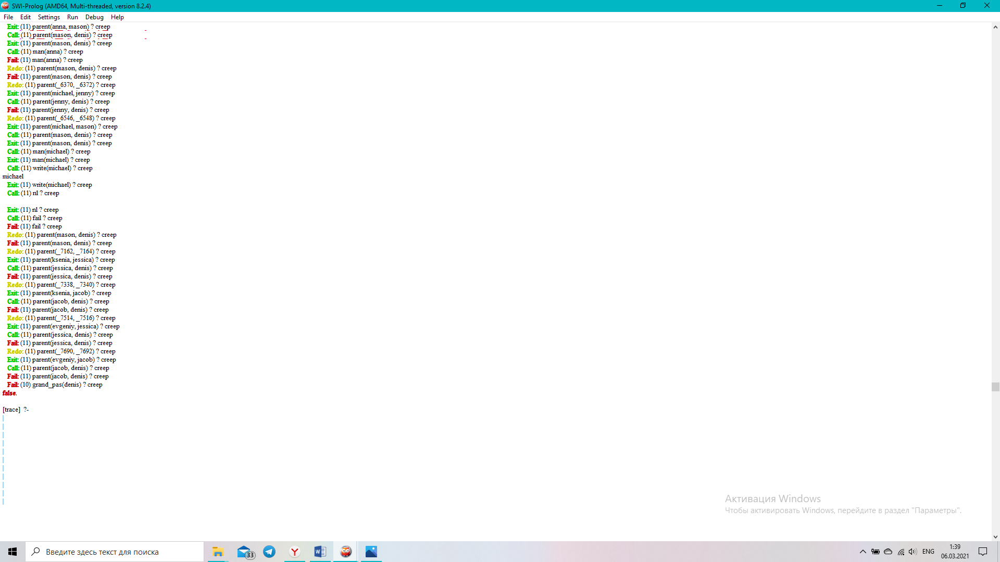 SWI-Prolog (AMD64, Multi-threaded, version 8.2.4)
File Edit Settings Run Debug Help
Exit: (11) parent(anna, mason) ? creep
Call: (11) parent(mason, denis) ? creep
Exit: (11) parent(mason, denis) ? creep
Call: (11) man(anna) ? creep
Fail: (11) man(anna) ? creep
Redo: (11) parent(mason, denis) ? creep
Fail: (11) parent(mason, denis) ? creep
Redo: (11) parent(_6370, _6372) ? creep
Exit: (11) parent(michael, jenny) ? creep
Call: (11) parent(jenny, denis) ? creep
Fail: (11) parent(jenny, denis) ? creep
Redo: (11) parent(_6546, _6548) ? creep
Exit: (11) parent(michael, mason) ? creep
Call: (11) parent(mason, denis) ? creep
Exit: (11) parent(mason, denis) ? creep
Call: (11) man(michael) ? creep
Exit: (11) man(michael) ? creep
Call: (11) write(michael) ? creep
michael
Exit: (11) write(michael) ? creep
Call: (11) nl ? creep
Exit: (11) nl ? creep
Call: (11) fail ? creep
Fail: (11) fail ? creep
Redo: (11) parent(mason, denis) ? creep
Fail: (11) parent(mason, denis) ? creep
Redo: (11) parent(_7162, _7164) ? creep
Exit: (11) parent(ksenia, jessica) ? creep
Call: (11) parent(jessica, denis) ? creep
Fail: (11) parent(jessica, denis) ? creep
Redo: (11) parent(_7338, _7340) ? creep
Exit: (11) parent(ksenia, jacob) ? creep
Call: (11) parent(jacob, denis) ? creep
Fail: (11) parent(jacob, denis) ? creep
Redo: (11) parent(_7514, _7516) ? creep
Exit: (11) parent(evgeniy, jessica) ? creep
Call: (11) parent(jessica, denis) ? creep
Fail: (11) parent(jessica, denis) ? creep
Redo: (11) parent(_7690, _7692) ? creep
Exit: (11) parent(evgeniy, jacob) ? creep
Call: (11) parent(jacob, denis) ? creep
Fail: (11) parent(jacob, denis) ? creep
Fail: (10) grand_pas(denis) ? creep
false.
[trace] ?-
Активация Windows
Чтобы активировать Windows, перейдите в раздел "Параметры".
Введите здесь текст для поиска
33
ENG
1:39
06.03.2021